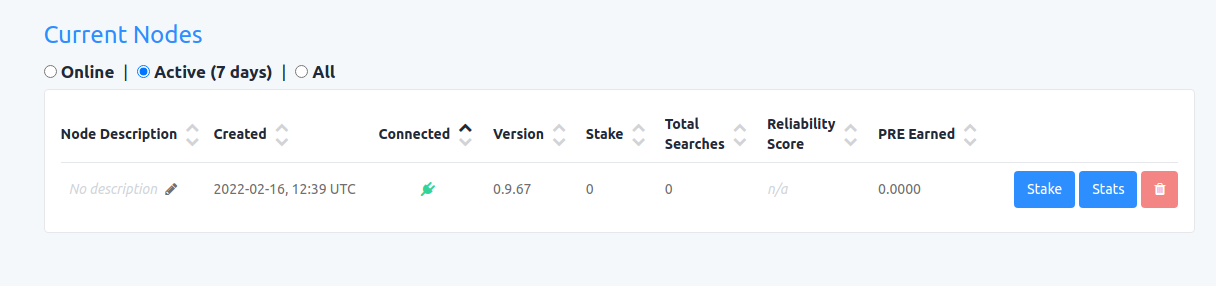 Current Nodes
Online | Active (7 days) | All
Node Description Created Connected Version Stake Total Searches Reliability Score PRE Earned
No description 2022-02-16, 12:39 UTC 0.9.67 0 0 n/a 0.0000 Stake Stats